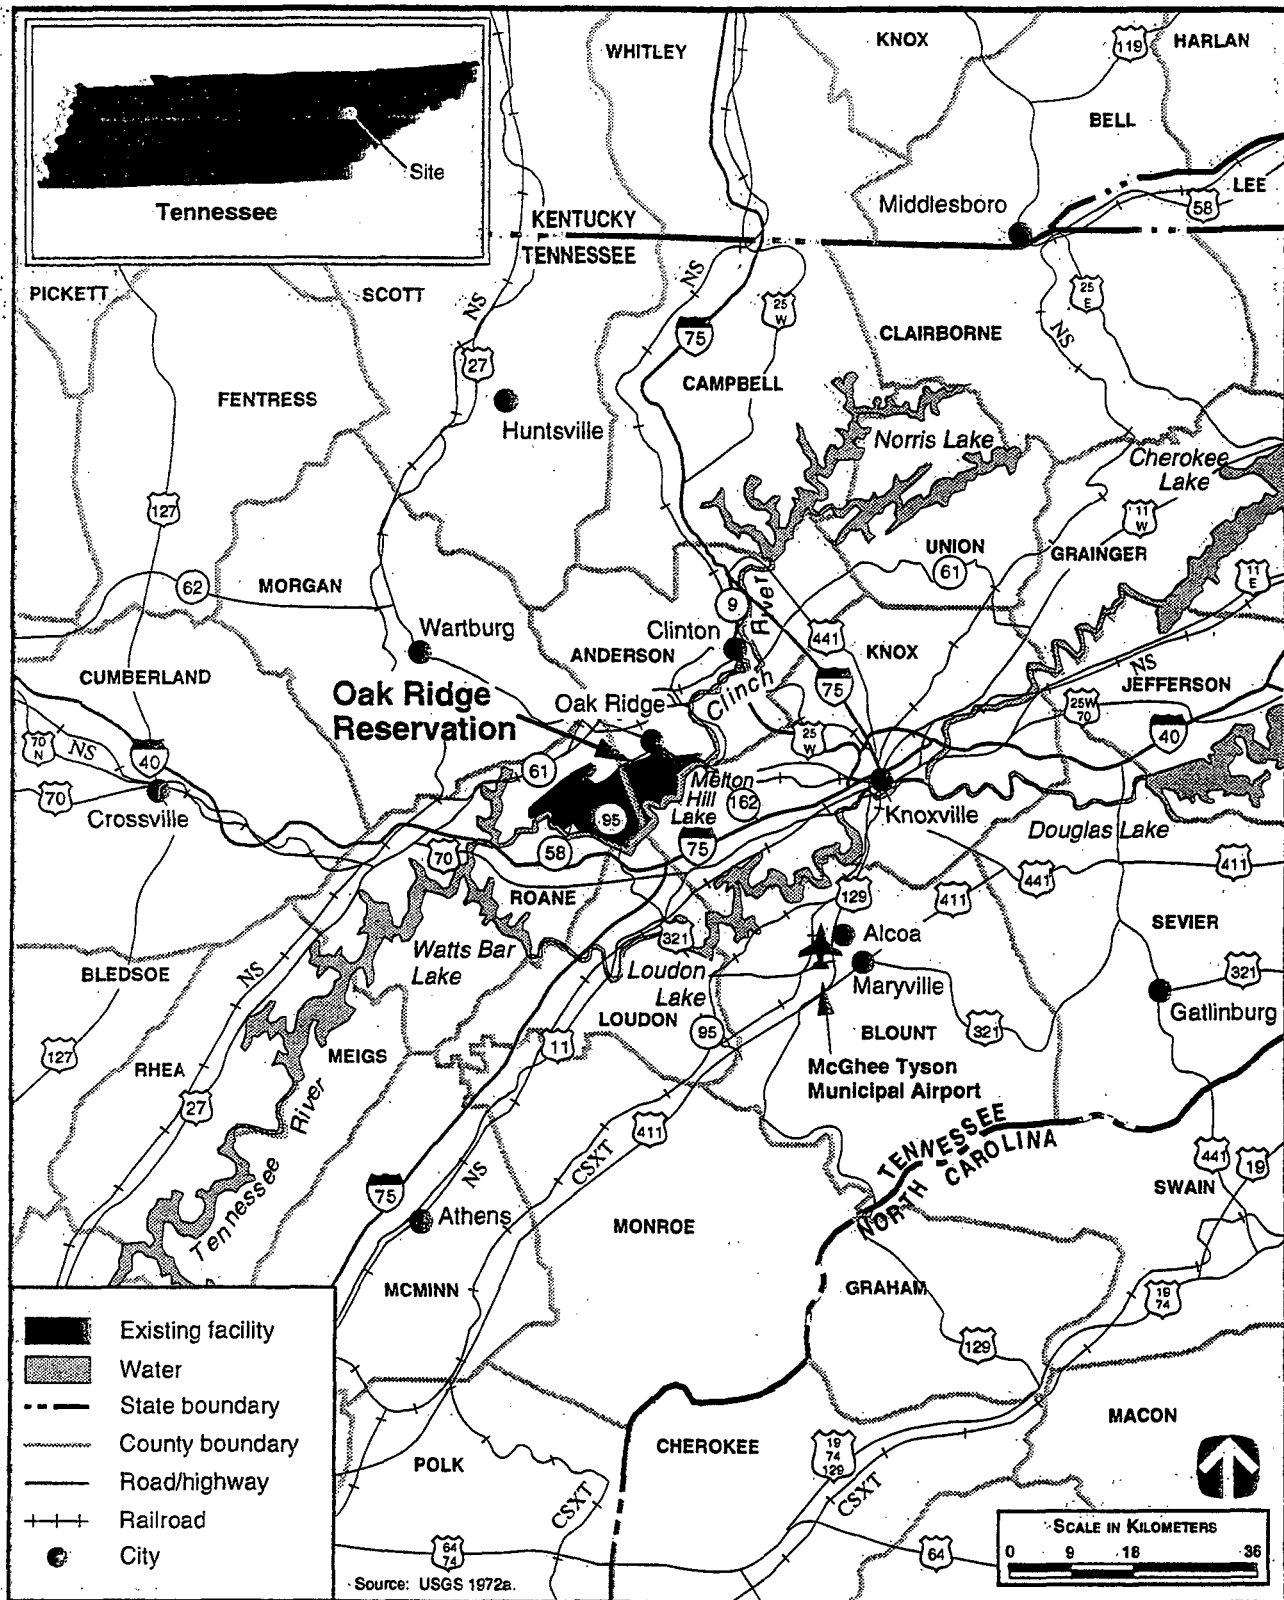 WHITLEY
KNOX
119
HARLAN
BELL
Site
Tennessee
LEE
58
Middlesboro
KENTUCKY
TENNESSEE
PICKETT
SCOTT
NS
NS
25
W
25
E
NS
75
27
CLAIRBORNE
CAMPBELL
FENTRESS
Huntsville
Norris Lake
Cherokee
Lake
127
11
W
UNION
GRAINGER
61
11
E
62
MORGAN
9
River
441
Wartburg
Clinton
ANDERSON
KNOX
CUMBERLAND
NS
JEFFERSON
Oak Ridge
Reservation
Oak Ridge
Clinch
75
25W
70
40
70
N
NS
40
25
W
61
70
Crossville
Melton
Hill
Lake
162
95
Knoxville
Douglas Lake
70
58
75
441
411
ROANE
129
411
SEVIER
321
Alcoa
Watts Bar
Lake
BLEDSOE
NS
Loudon
Lake
Maryville
321
Gatlinburg
LOUDON
95
BLOUNT
321
127
RHEA
MEIGS
11
McGhee Tyson
Municipal Airport
27
River
411
TENNESSEE
NORTH CAROLINA
CSXT
441
19
NS
75
SWAIN
Tennessee
Athens
MONROE
MCMINN
GRAHAM
19
74
Existing facility
129
Water
State boundary
MACON
County boundary
CHEROKEE
19
74
129
POLK
Road/highway
CSXT
CSXT
Railroad
SCALE IN KILOMETERS
City
64
74
64
0 9 18 36
Source: USGS 1972a.